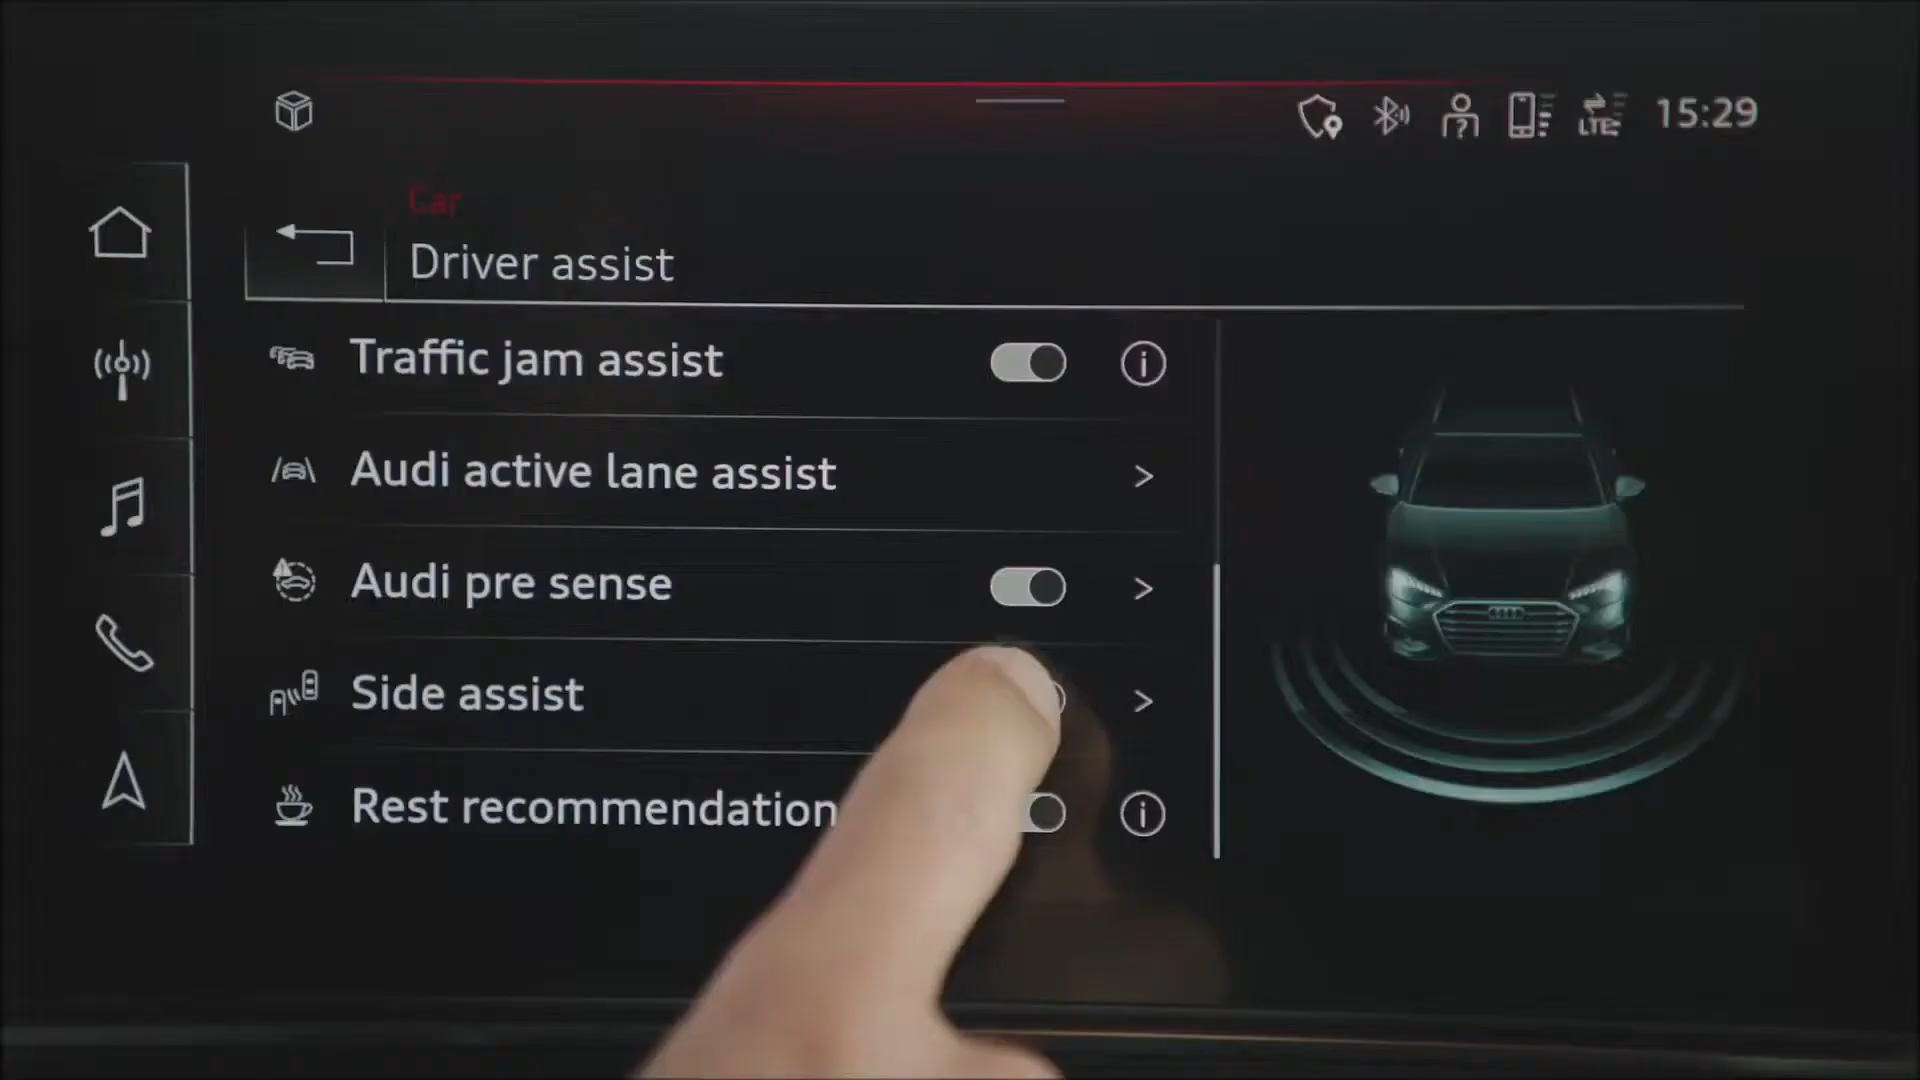 LTE
15:29
Car
Driver assist
Traffic jam assist
Audi active lane assist
Audi pre sense
Side assist
Rest recommendation